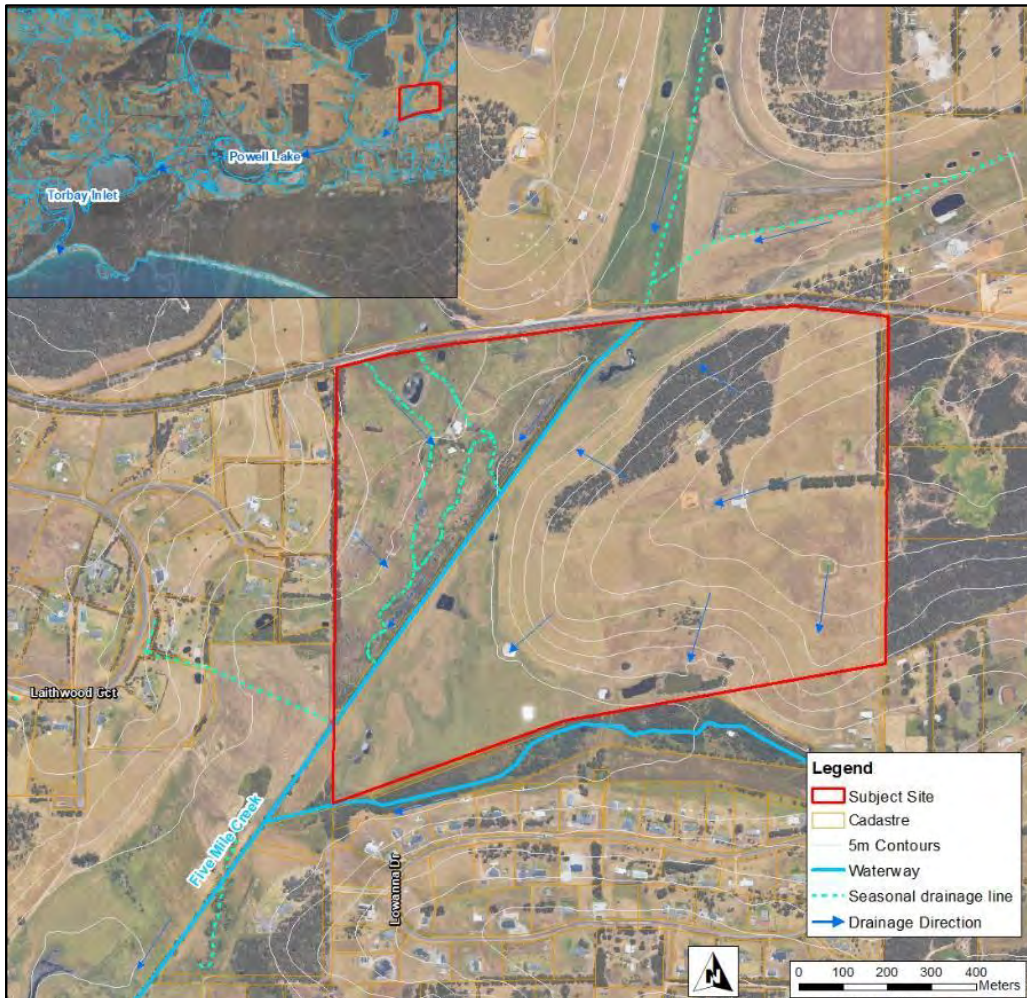 Powell Lake
Torbay Inlet
Laithwood Cct
Five Mile Creek
Lowanna Dr
Legend
Subject Site
Cadastre
5m Contours
Waterway
Seasonal drainage line
Drainage Direction
N
0 100 200 300 400
Meters